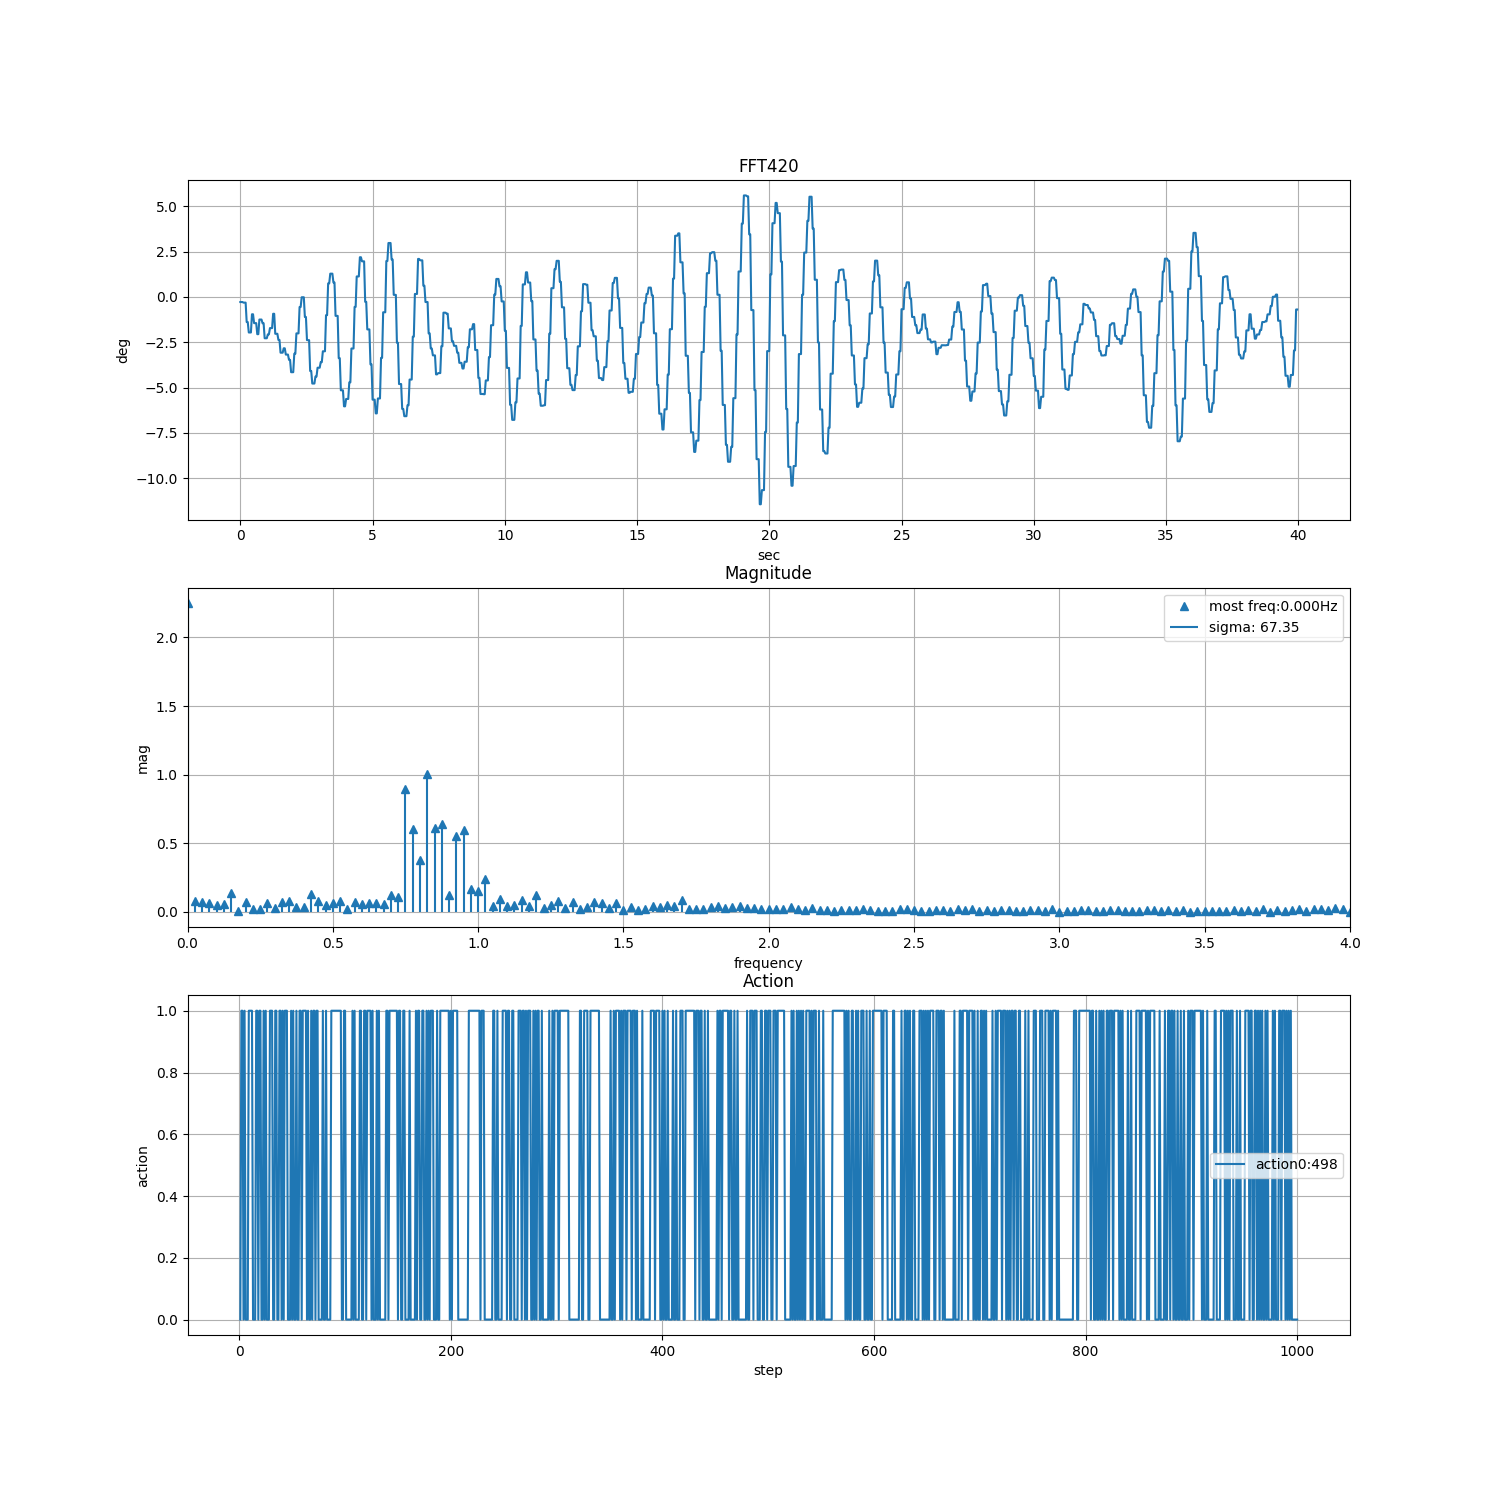 FFT420
5.0
2.5
0.0
−2.5
−5.0
−7.5
−10.0
deg
0 5 10 15 20 25 30 35 40
sec
Magnitude
most freq:0.000Hz
sigma: 67.35
2.0
1.5
1.0
0.5
0.0
mag
0.0 0.5 1.0 1.5 2.0 2.5 3.0 3.5 4.0
frequency
Action
1.0
0.8
0.6
0.4
0.2
0.0
action
action0:498
0 200 400 600 800 1000
step